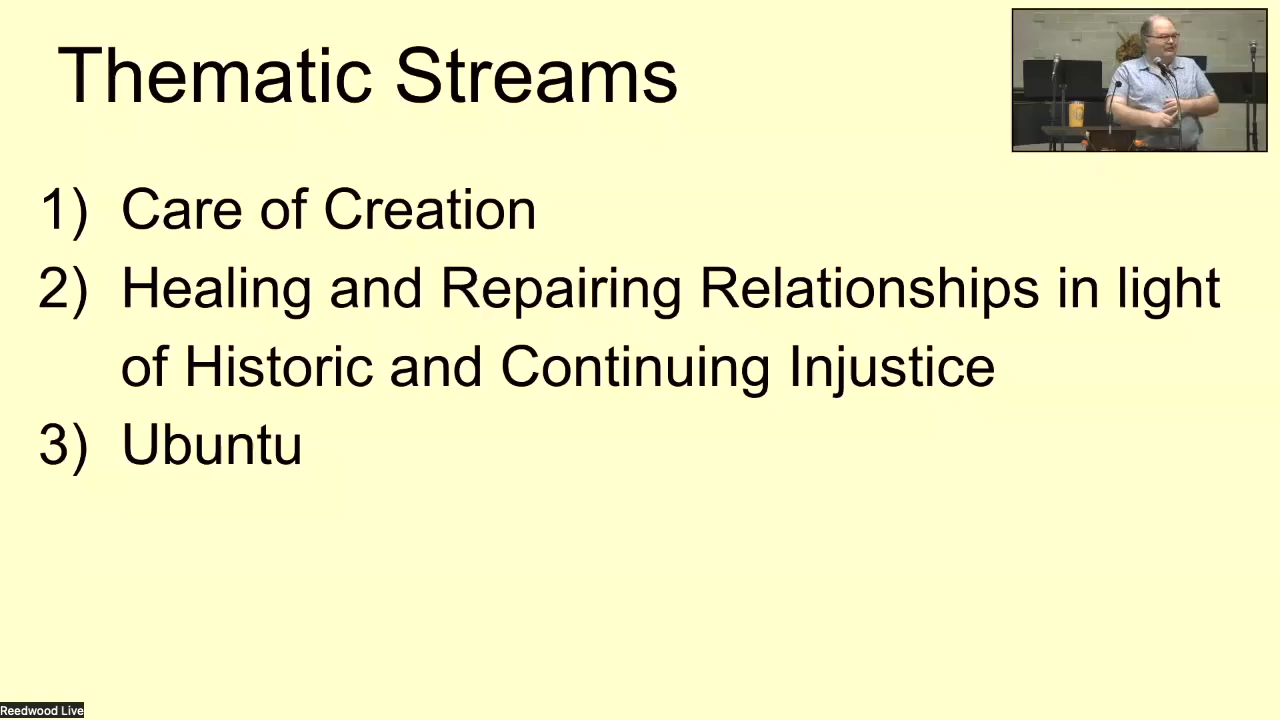 Thematic Streams
1) Care of Creation
2) Healing and Repairing Relationships in light
of Historic and Continuing Injustice
3) Ubuntu
Reedwood Live